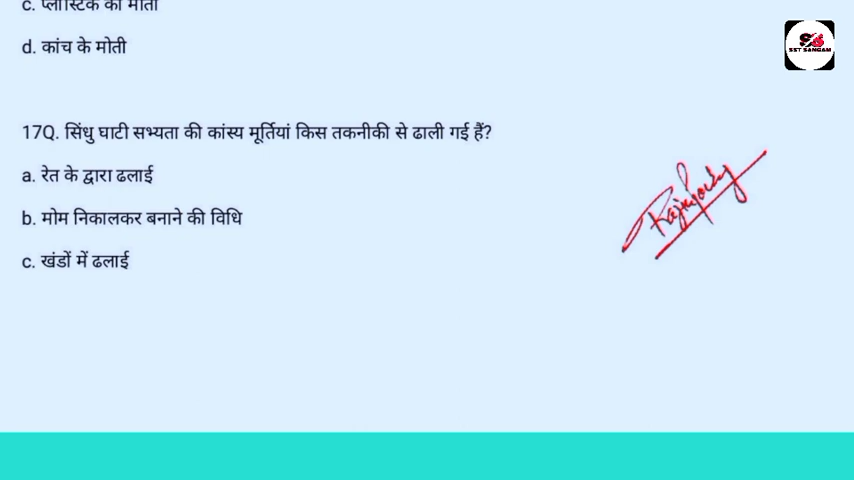 c. प्लास्टिक का मोती
d. कांच के मोती
SST SANGAM
17Q. सिंधु घाटी सभ्यता की कांस्य मूर्तियां किस तकनीकी से ढाली गई हैं?
a. रेत के द्वारा ढलाई
b. मोम निकालकर बनाने की विधि
c. खंडों में ढलाई